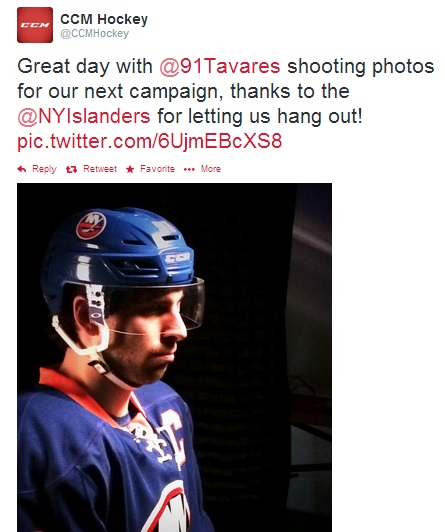 CCM
CCM Hockey
@CCMHockey
Great day with @91Tavares shooting photos
for our next campaign, thanks to the
@NYIslanders for letting us hang out!
pic.twitter.com/6UjmEBcXS8
Reply Retweet Favorite ••• More
NY
CCM
C